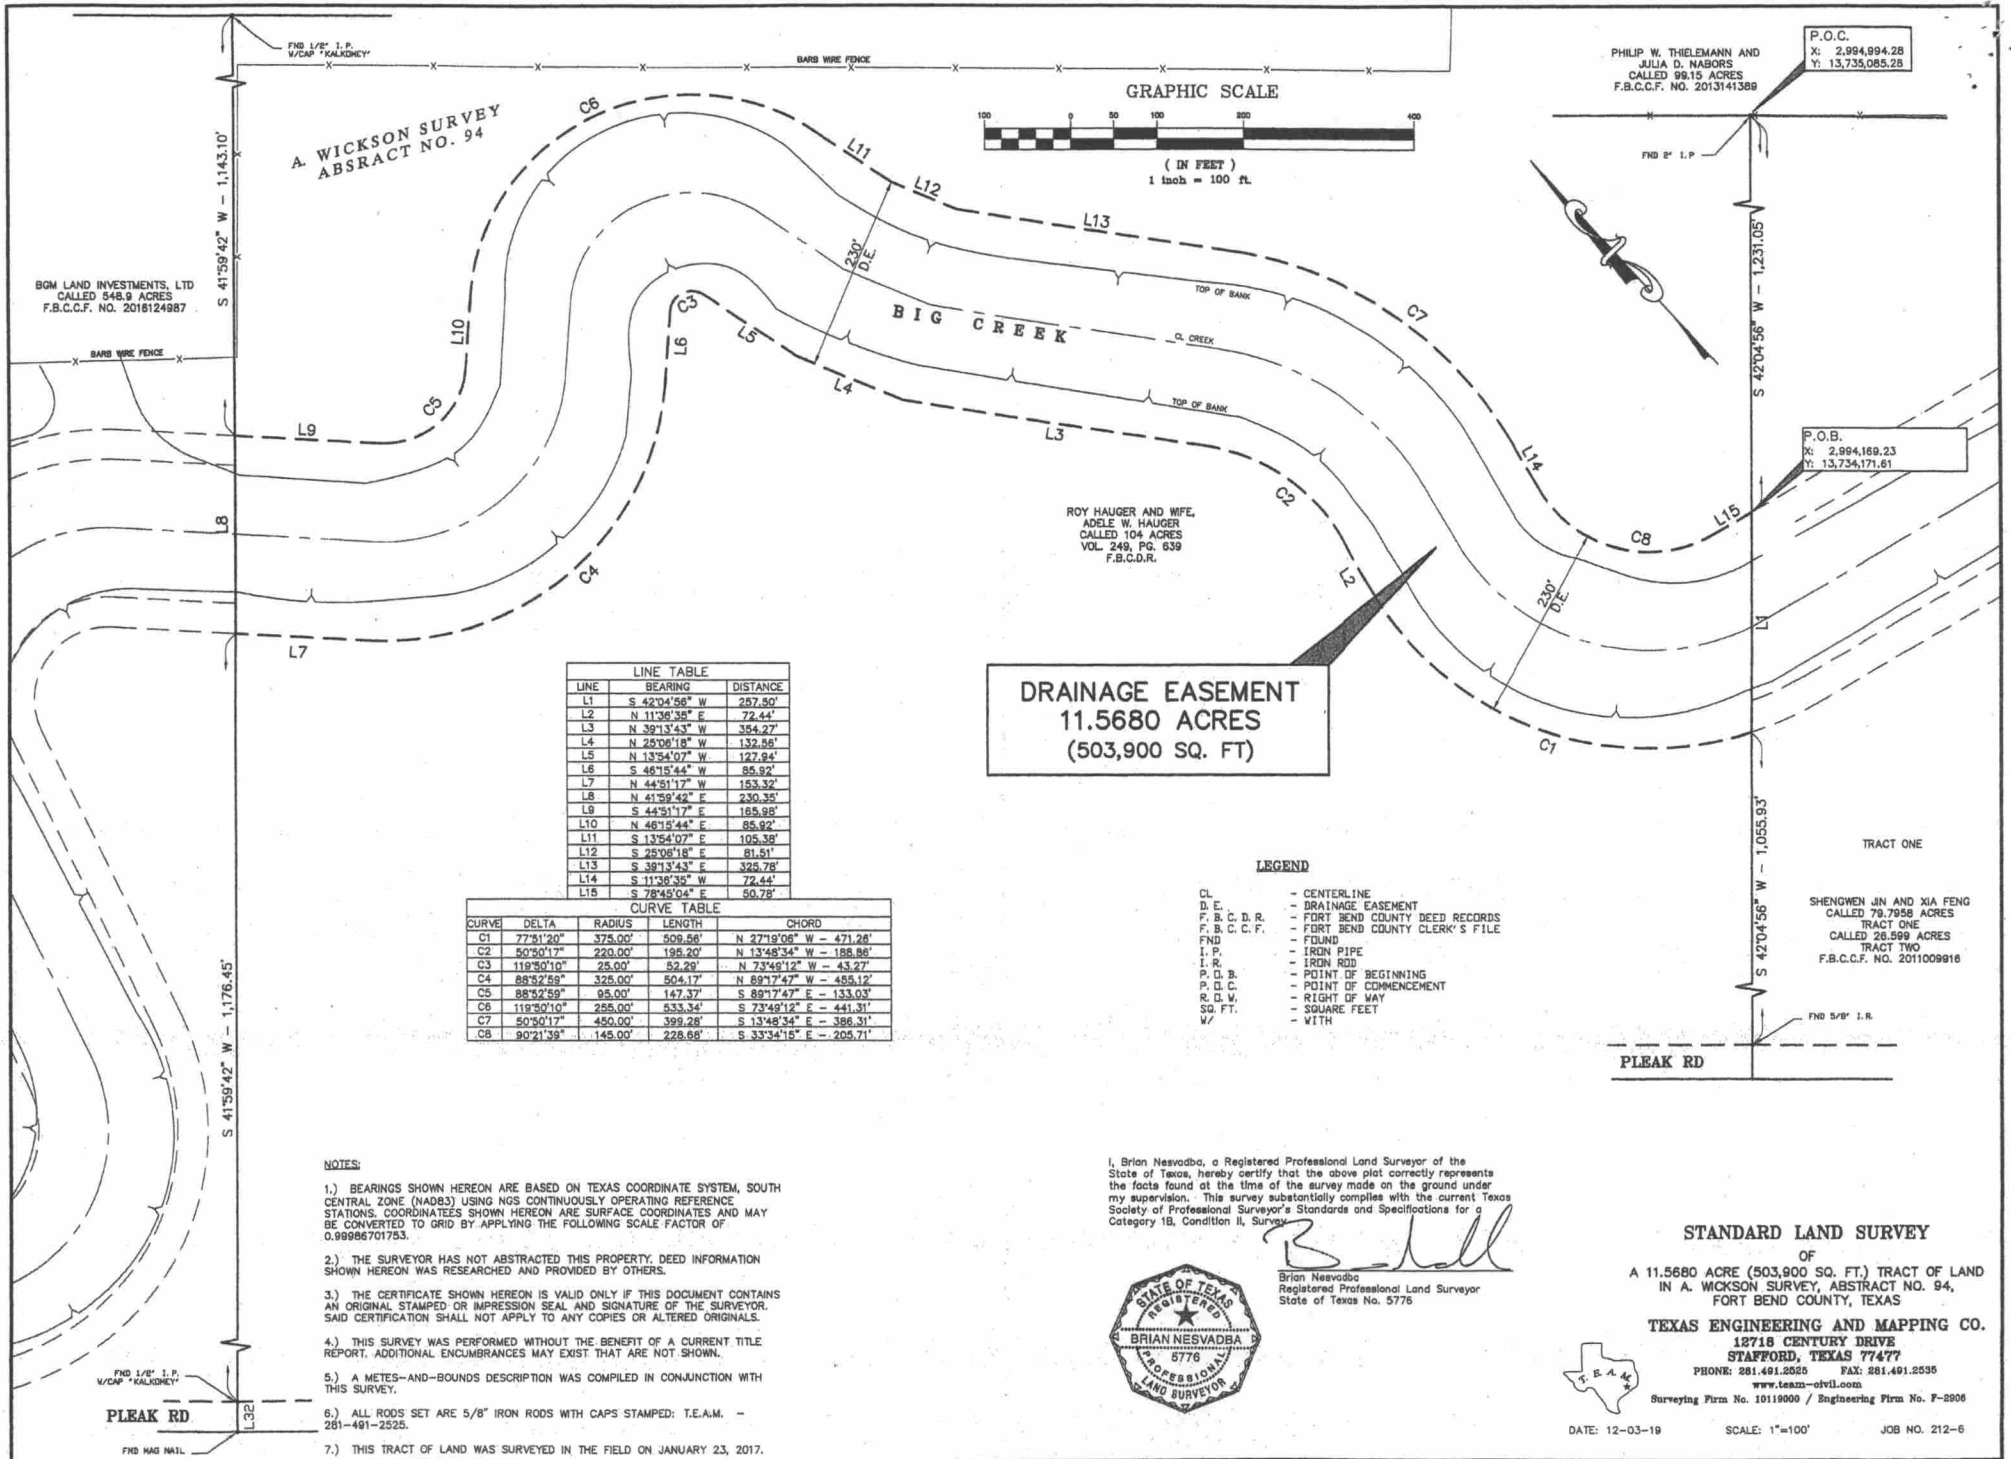 FND 1/2" I.P.
W/CAP "KALKOMEY"
BARB WIRE FENCE
A. WICKSON SURVEY
ABSRACT NO. 94
S 41°59'42" W - 1,143.10'
BGM LAND INVESTMENTS, LTD
CALLED 548.9 ACRES
F.B.C.C.F. NO. 2016124987
BARB WIRE FENCE
GRAPHIC SCALE
100 0 50 100 200 400
( IN FEET )
1 inch = 100 ft.
PHILIP W. THIELEMANN AND
JULIA D. NABORS
CALLED 99.15 ACRES
F.B.C.C.F. NO. 2013141389
P.O.C.
X: 2,994,994.28
Y: 13,735,085.28
FND 2" I.P
S 42°04'56" W - 1,231.05'
P.O.B.
X: 2,994,169.23
Y: 13,734,171.61
C6
L11
L12
L13
230'
D.E.
L10
C5
L9
L6
C3
L5
L4
L3
BIG CREEK
TOP OF BANK
CL CREEK
TOP OF BANK
C7
L14
C2
L2
C8
L15
230'
D.E.
L1
C1
L8
C4
L7
ROY HAUGER AND WIFE,
ADELE W. HAUGER
CALLED 104 ACRES
VOL. 249, PG. 639
F.B.C.D.R.
DRAINAGE EASEMENT
11.5680 ACRES
(503,900 SQ. FT)
LINE TABLE
LINE BEARING DISTANCE
L1 S 42°04'56" W 257.50'
L2 N 11°36'35" E 72.44'
L3 N 39°13'43" W 354.27'
L4 N 25°06'18" W 132.56'
L5 N 13°54'07" W 127.94'
L6 S 46°15'44" W 85.92'
L7 N 44°51'17" W 153.32'
L8 N 41°59'42" E 230.35'
L9 S 44°51'17" E 165.98'
L10 N 46°15'44" E 85.92'
L11 S 13°54'07" E 105.38'
L12 S 25°06'18" E 81.51'
L13 S 39°13'43" E 325.78'
L14 S 11°36'35" W 72.44'
L15 S 78°45'04" E 50.78'
CURVE TABLE
CURVE DELTA RADIUS LENGTH CHORD
C1 77°51'20" 375.00' 509.56' N 27°19'06" W - 471.26'
C2 50°50'17" 220.00' 195.20' N 13°48'34" W - 188.86'
C3 119°50'10" 25.00' 52.29' N 73°49'12" W - 43.27'
C4 88°52'59" 325.00' 504.17' N 89°17'47" W - 455.12'
C5 88°52'59" 95.00' 147.37' S 89°17'47" E - 133.03'
C6 119°50'10" 255.00' 533.34' S 73°49'12" E - 441.31'
C7 50°50'17" 450.00' 399.28' S 13°48'34" E - 386.31'
C8 90°21'39" 145.00' 228.68' S 33°34'15" E - 205.71'
LEGEND
CL - CENTERLINE
D. E. - DRAINAGE EASEMENT
F. B. C. D. R. - FORT BEND COUNTY DEED RECORDS
F. B. C. C. F. - FORT BEND COUNTY CLERK'S FILE
FND - FOUND
I. P. - IRON PIPE
I. R. - IRON ROD
P. O. B. - POINT OF BEGINNING
P. O. C. - POINT OF COMMENCEMENT
R. O. W. - RIGHT OF WAY
SQ. FT. - SQUARE FEET
W/ - WITH
S 42°04'56" W - 1,055.93'
TRACT ONE
SHENGWEN JIN AND XIA FENG
CALLED 79.7958 ACRES
TRACT ONE
CALLED 26.599 ACRES
TRACT TWO
F.B.C.C.F. NO. 2011009916
FND 5/8" I.R.
PLEAK RD
S 41°59'42" W - 1,176.45'
FND 1/2" I.P.
W/CAP "KALKOMEY"
PLEAK RD
L32
FND MAG NAIL
NOTES:
1.) BEARINGS SHOWN HEREON ARE BASED ON TEXAS COORDINATE SYSTEM, SOUTH
CENTRAL ZONE (NAD83) USING NGS CONTINUOUSLY OPERATING REFERENCE
STATIONS. COORDINATEES SHOWN HEREON ARE SURFACE COORDINATES AND MAY
BE CONVERTED TO GRID BY APPLYING THE FOLLOWING SCALE FACTOR OF
0.99986701753.
2.) THE SURVEYOR HAS NOT ABSTRACTED THIS PROPERTY. DEED INFORMATION
SHOWN HEREON WAS RESEARCHED AND PROVIDED BY OTHERS.
3.) THE CERTIFICATE SHOWN HEREON IS VALID ONLY IF THIS DOCUMENT CONTAINS
AN ORIGINAL STAMPED OR IMPRESSION SEAL AND SIGNATURE OF THE SURVEYOR.
SAID CERTIFICATION SHALL NOT APPLY TO ANY COPIES OR ALTERED ORIGINALS.
4.) THIS SURVEY WAS PERFORMED WITHOUT THE BENEFIT OF A CURRENT TITLE
REPORT. ADDITIONAL ENCUMBRANCES MAY EXIST THAT ARE NOT SHOWN.
5.) A METES-AND-BOUNDS DESCRIPTION WAS COMPILED IN CONJUNCTION WITH
THIS SURVEY.
6.) ALL RODS SET ARE 5/8" IRON RODS WITH CAPS STAMPED: T.E.A.M. -
281-491-2525.
7.) THIS TRACT OF LAND WAS SURVEYED IN THE FIELD ON JANUARY 23, 2017.
I, Brian Nesvadba, a Registered Professional Land Surveyor of the
State of Texas, hereby certify that the above plat correctly represents
the facts found at the time of the survey made on the ground under
my supervision. This survey substantially complies with the current Texas
Society of Professional Surveyor's Standards and Specifications for a
Category 1B, Condition II, Survey.
Brian Nesvadba
Registered Professional Land Surveyor
State of Texas No. 5776
STATE OF TEXAS
REGISTERED
BRIAN NESVADBA
5776
PROFESSIONAL
LAND SURVEYOR
STANDARD LAND SURVEY
OF
A 11.5680 ACRE (503,900 SQ. FT.) TRACT OF LAND
IN A. WICKSON SURVEY, ABSTRACT NO. 94,
FORT BEND COUNTY, TEXAS
TEXAS ENGINEERING AND MAPPING CO.
12718 CENTURY DRIVE
STAFFORD, TEXAS 77477
PHONE: 281.491.2525 FAX: 281.491.2535
www.team-civil.com
Surveying Firm No. 10119000 / Engineering Firm No. F-2906
T. E. A. M.
DATE: 12-03-19 SCALE: 1"=100' JOB NO. 212-6